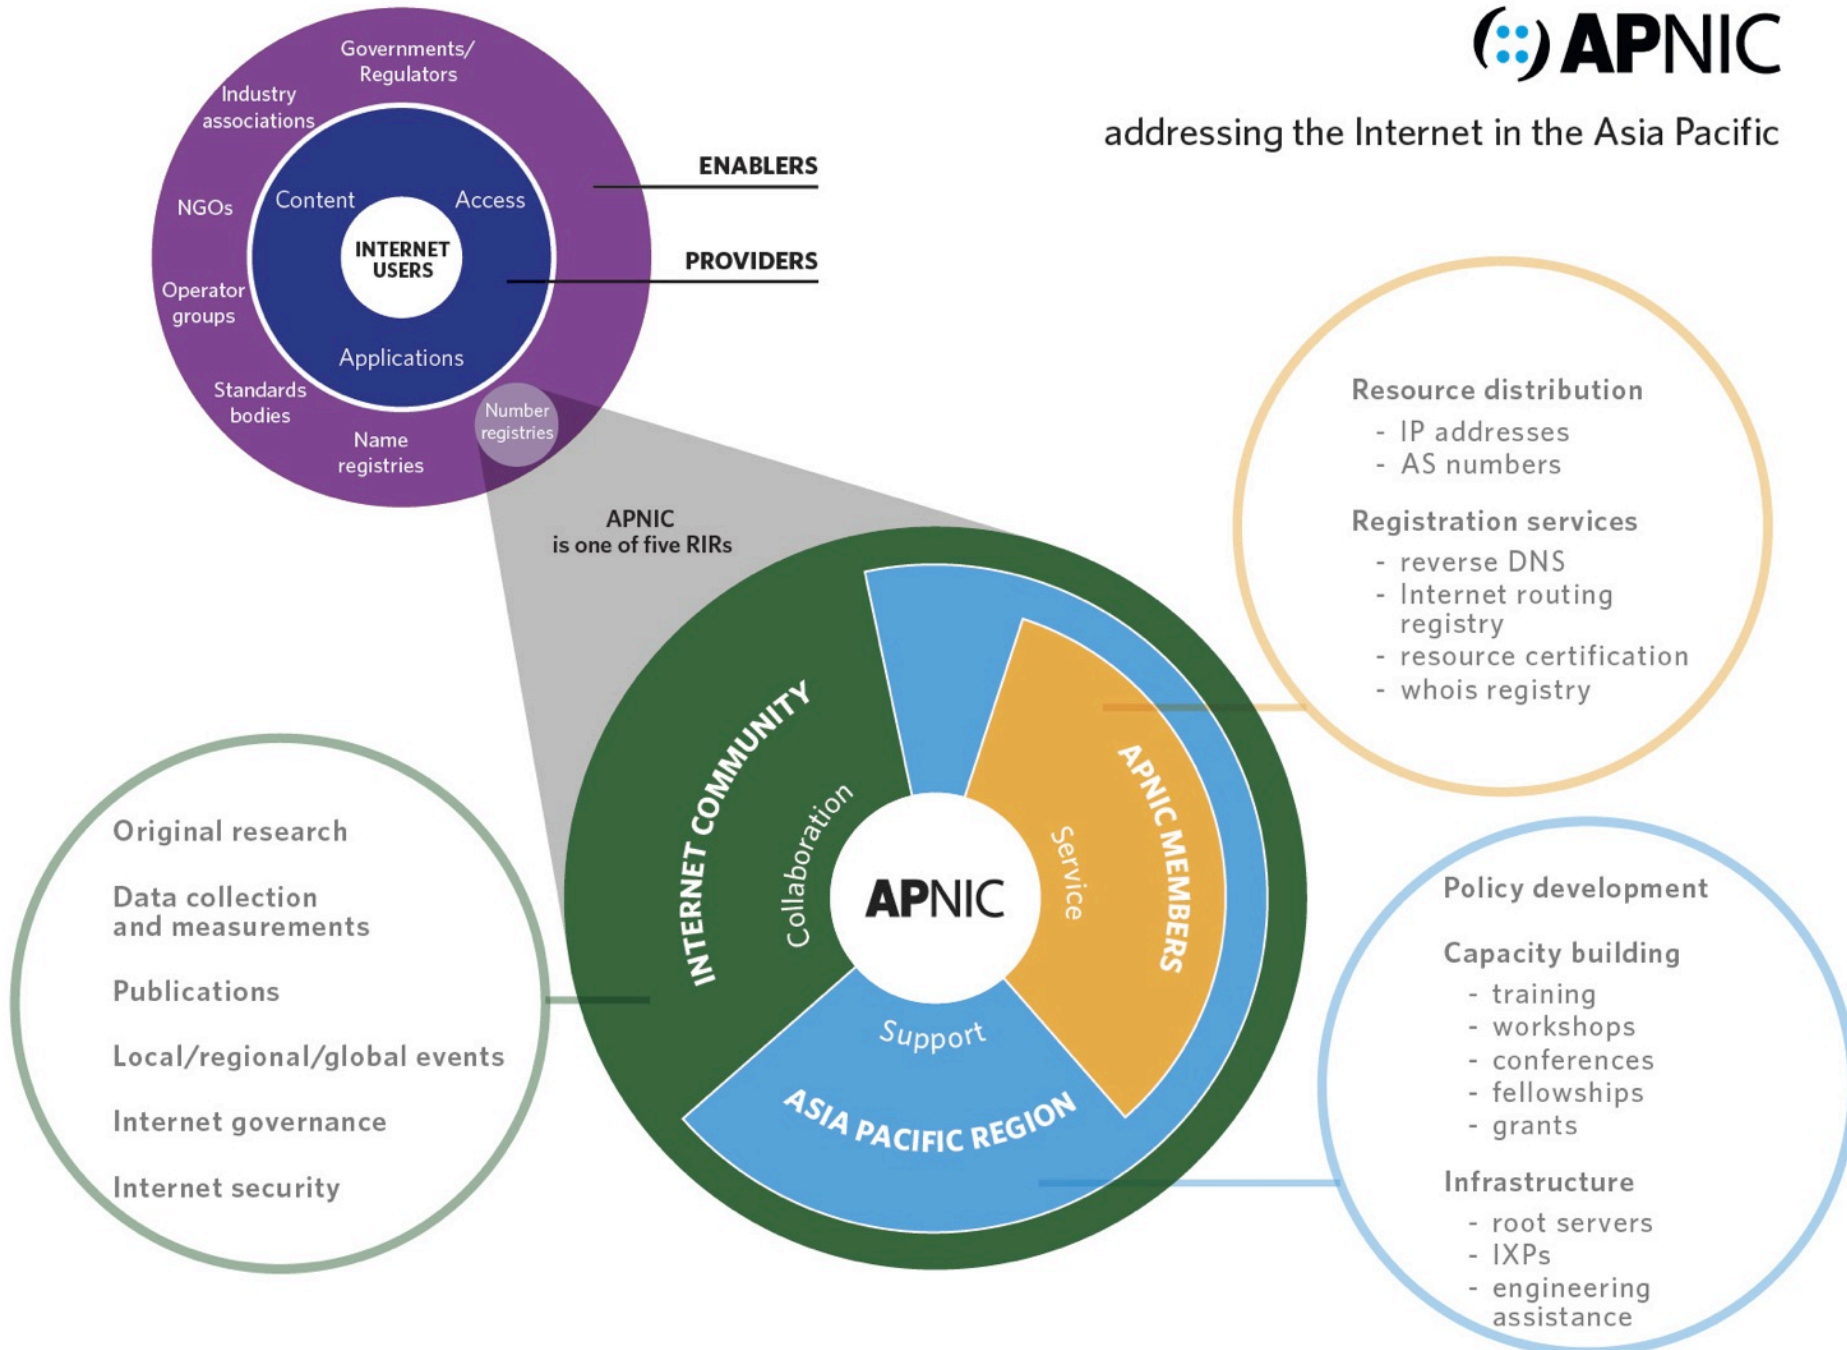 APNIC
addressing the Internet in the Asia Pacific
Governments/
Regulators
Industry
associations
NGOs
Operator
groups
Standards
bodies
Name
registries
Number
registries
Content
Access
Applications
INTERNET
USERS
ENABLERS
PROVIDERS
APNIC
is one of five RIRs
INTERNET COMMUNITY
Collaboration
APNIC
Service
APNIC MEMBERS
Support
ASIA PACIFIC REGION
Resource distribution
- IP addresses
- AS numbers
Registration services
- reverse DNS
- Internet routing
registry
- resource certification
- whois registry
Original research
Data collection
and measurements
Publications
Local/regional/global events
Internet governance
Internet security
Policy development
Capacity building
- training
- workshops
- conferences
- fellowships
- grants
Infrastructure
- root servers
- IXPs
- engineering
assistance